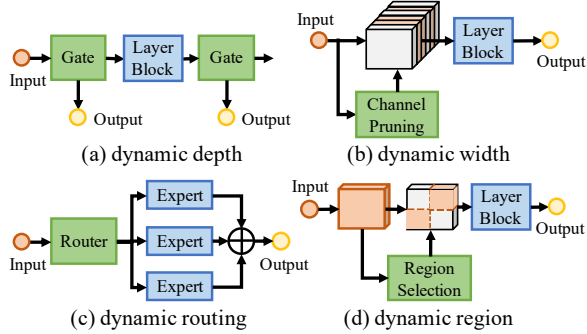 Input
Gate
Layer
Block
Gate
Output
Output
(a) dynamic depth
Input
Layer
Block
Output
Channel
Pruning
(b) dynamic width
Input
Router
Expert
Expert
Expert
Output
(c) dynamic routing
Input
Layer
Block
Output
Region
Selection
(d) dynamic region